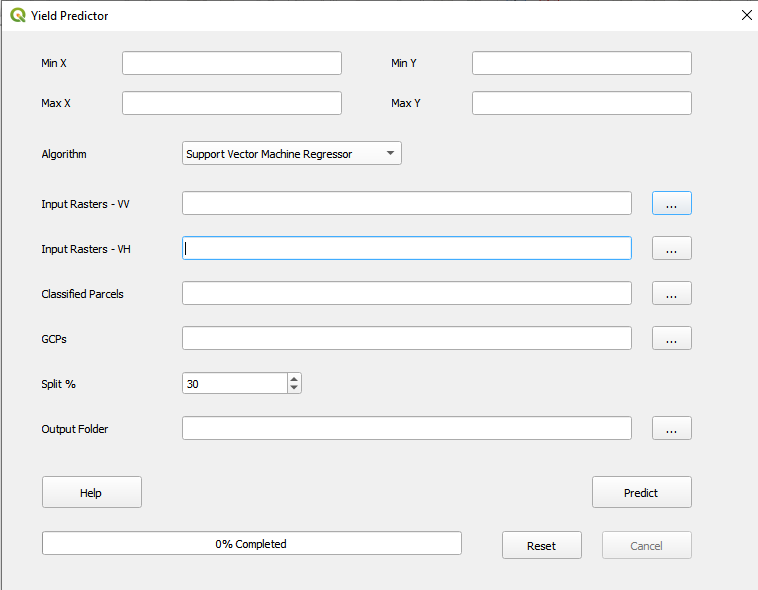 Yield Predictor
Min X
Min Y
Max X
Max Y
Algorithm Support Vector Machine Regressor
Input Rasters - VV ...
Input Rasters - VH ...
Classified Parcels ...
GCPs ...
Split % 30
Output Folder ...
Help Predict
0% Completed Reset Cancel